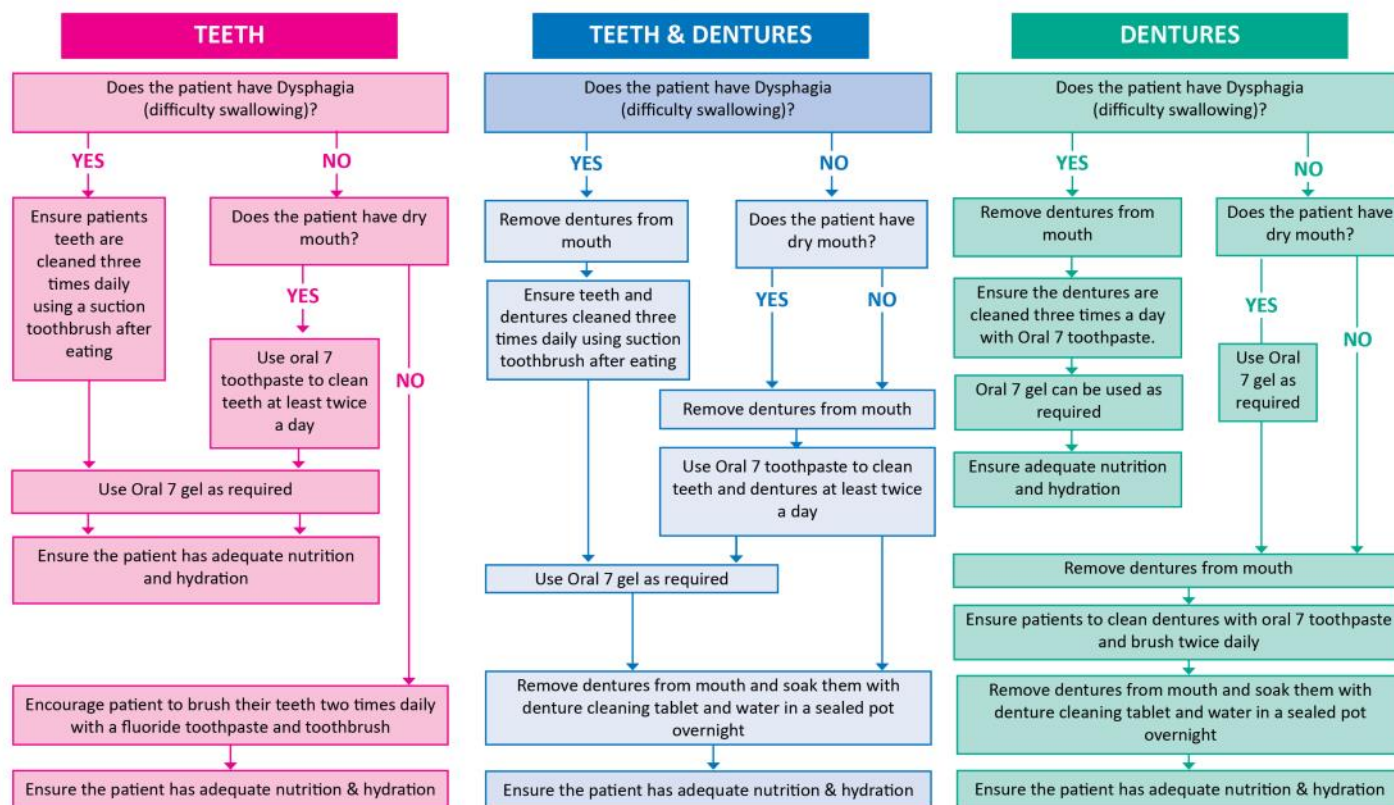 TEETH
Does the patient have Dysphagia
(difficulty swallowing)?
YES
NO
Ensure patients
teeth are
cleaned three
times daily
using a suction
toothbrush after
eating
Does the patient have dry
mouth?
YES
NO
Use oral 7
toothpaste to clean
teeth at least twice
a day
Use Oral 7 gel as required
Ensure the patient has adequate nutrition
and hydration
Encourage patient to brush their teeth two times daily
with a fluoride toothpaste and toothbrush
Ensure the patient has adequate nutrition & hydration
TEETH & DENTURES
Does the patient have Dysphagia
(difficulty swallowing)?
YES
NO
Remove dentures from
mouth
Ensure teeth and
dentures cleaned three
times daily using suction
toothbrush after eating
Does the patient have
dry mouth?
YES
NO
Remove dentures from mouth
Use Oral 7 toothpaste to clean
teeth and dentures at least twice
a day
Use Oral 7 gel as required
Remove dentures from mouth and soak them with
denture cleaning tablet and water in a sealed pot
overnight
Ensure the patient has adequate nutrition & hydration
DENTURES
Does the patient have Dysphagia
(difficulty swallowing)?
YES
NO
Remove dentures from
mouth
Ensure the dentures are
cleaned three times a day
with Oral 7 toothpaste.
Oral 7 gel can be used as
required
Ensure adequate nutrition
and hydration
Does the patient have
dry mouth?
YES
NO
Use Oral
7 gel as
required
Remove dentures from mouth
Ensure patients to clean dentures with oral 7 toothpaste
and brush twice daily
Remove dentures from mouth and soak them with
denture cleaning tablet and water in a sealed pot
overnight
Ensure the patient has adequate nutrition & hydration